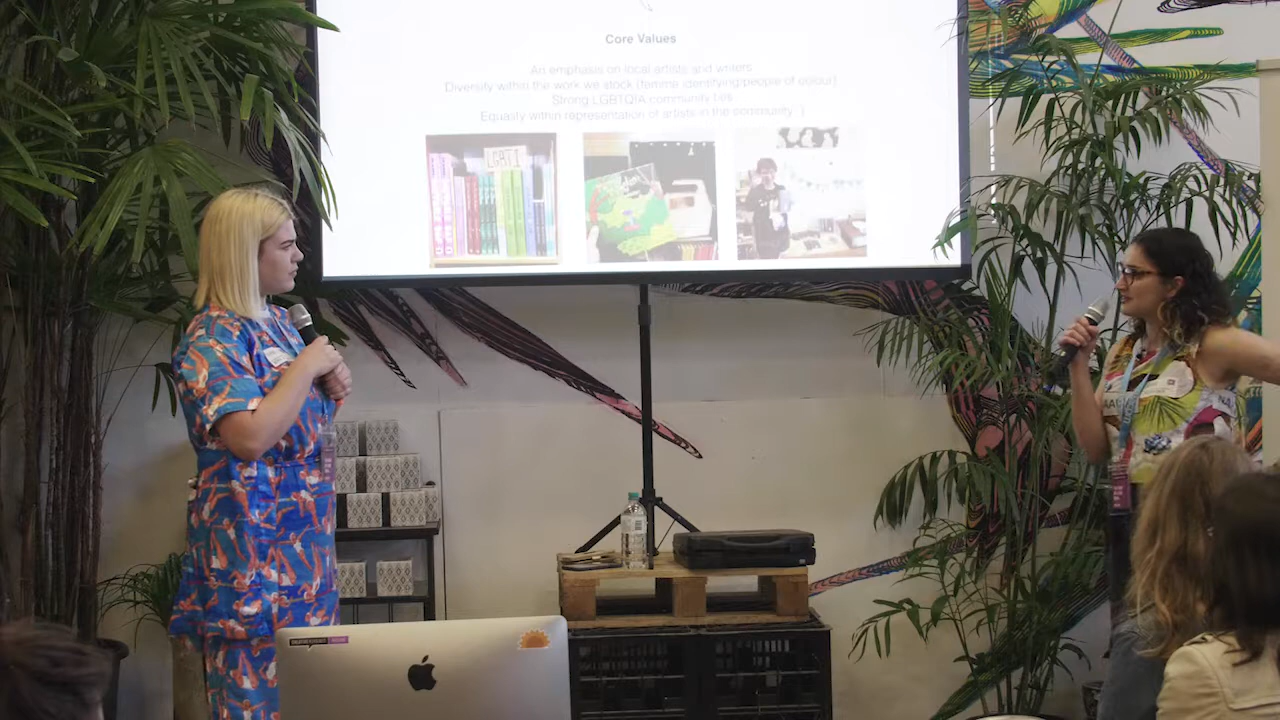 Core Values
An emphasis on local artists and writers
Diversity within the work we stock (femme identifying/people of colour)
Strong LGBTQIA community ties
Equality within representation of artists in the community :)
LGBTI